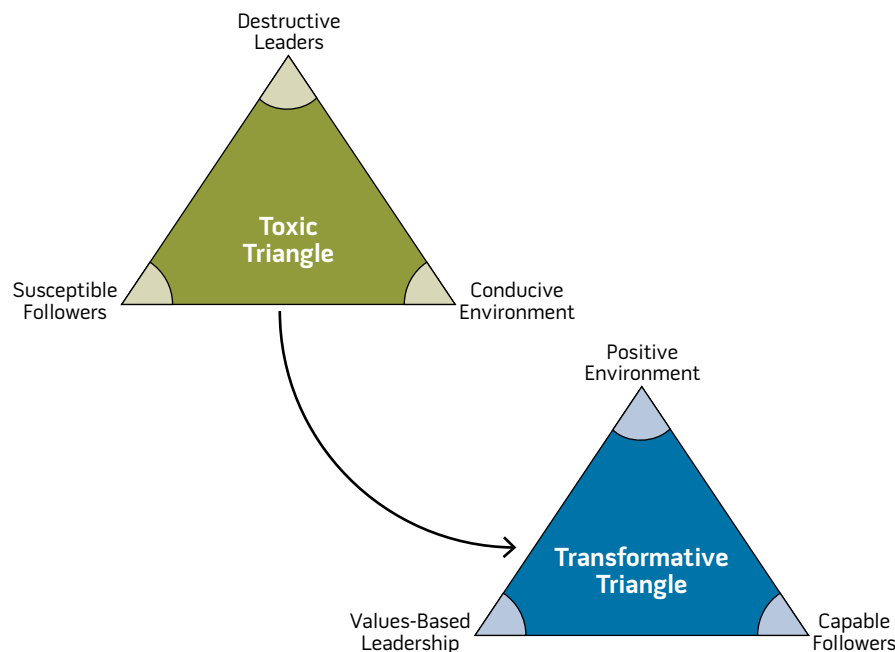 Destructive
Leaders
Toxic
Triangle
Susceptible
Followers
Conducive
Environment
Positive
Environment
Transformative
Triangle
Values-Based
Leadership
Capable
Followers